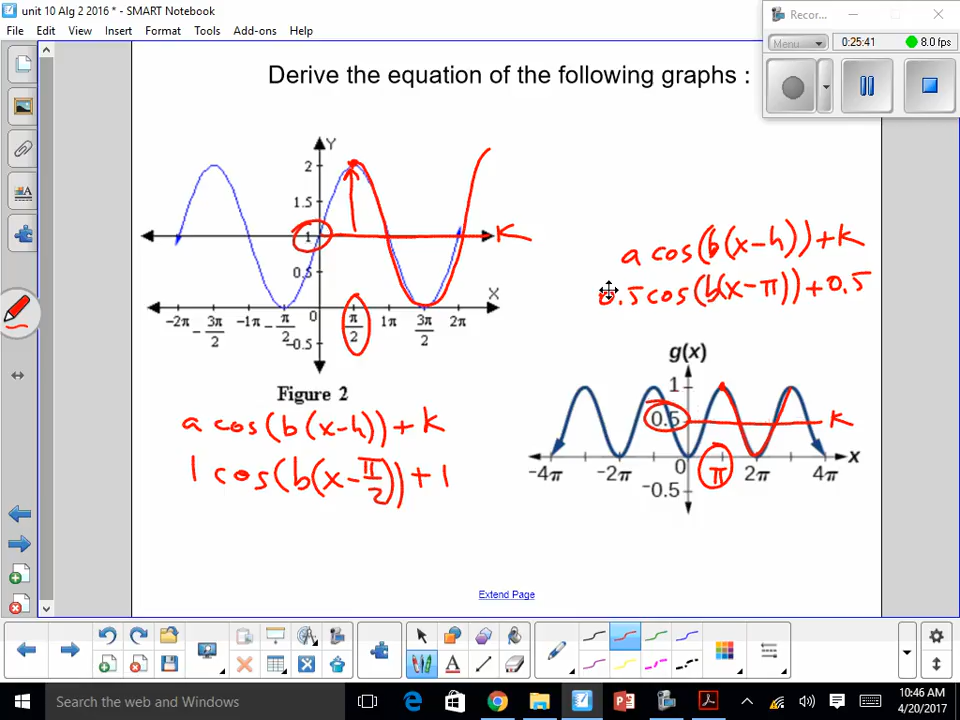 unit 10 Alg 2 2016 * - SMART Notebook
File Edit View Insert Format Tools Add-ons Help
Recor...
Menu 0:25:41 8.0 fps
Derive the equation of the following graphs :
Y
2
1.5
1
0.5
K
X
-2π -3π/2 -1π -π/2 0 π/2 1π 3π/2 2π
-0.5
Figure 2
a cos(b(x-h))+K
1 cos(b(x-π/2))+1
a cos(b(x-h))+K
0.5cos(b(x-π))+0.5
g(x)
1
0.5
K
-4π -2π 0 π 2π 4π x
-0.5
Extend Page
Search the web and Windows
10:46 AM
4/20/2017